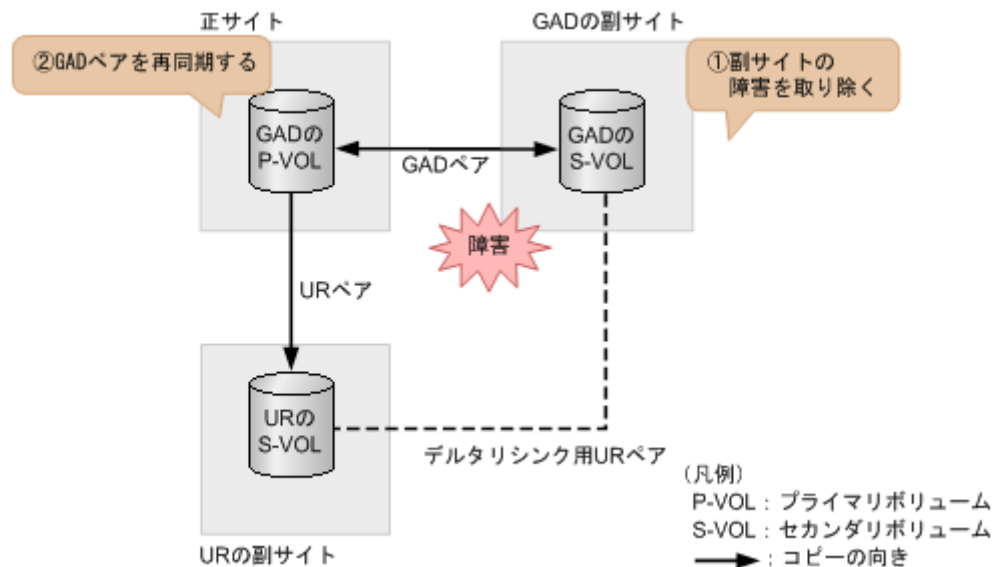 正サイト
GADの副サイト
②GADペアを再同期する
①副サイトの
障害を取り除く
GADの
P-VOL
GADペア
GADの
S-VOL
障害
URペア
URの
S-VOL
デルタリシンク用URペア
URの副サイト
(凡例)
P-VOL：プライマリボリューム
S-VOL：セカンダリボリューム
：コピーの向き